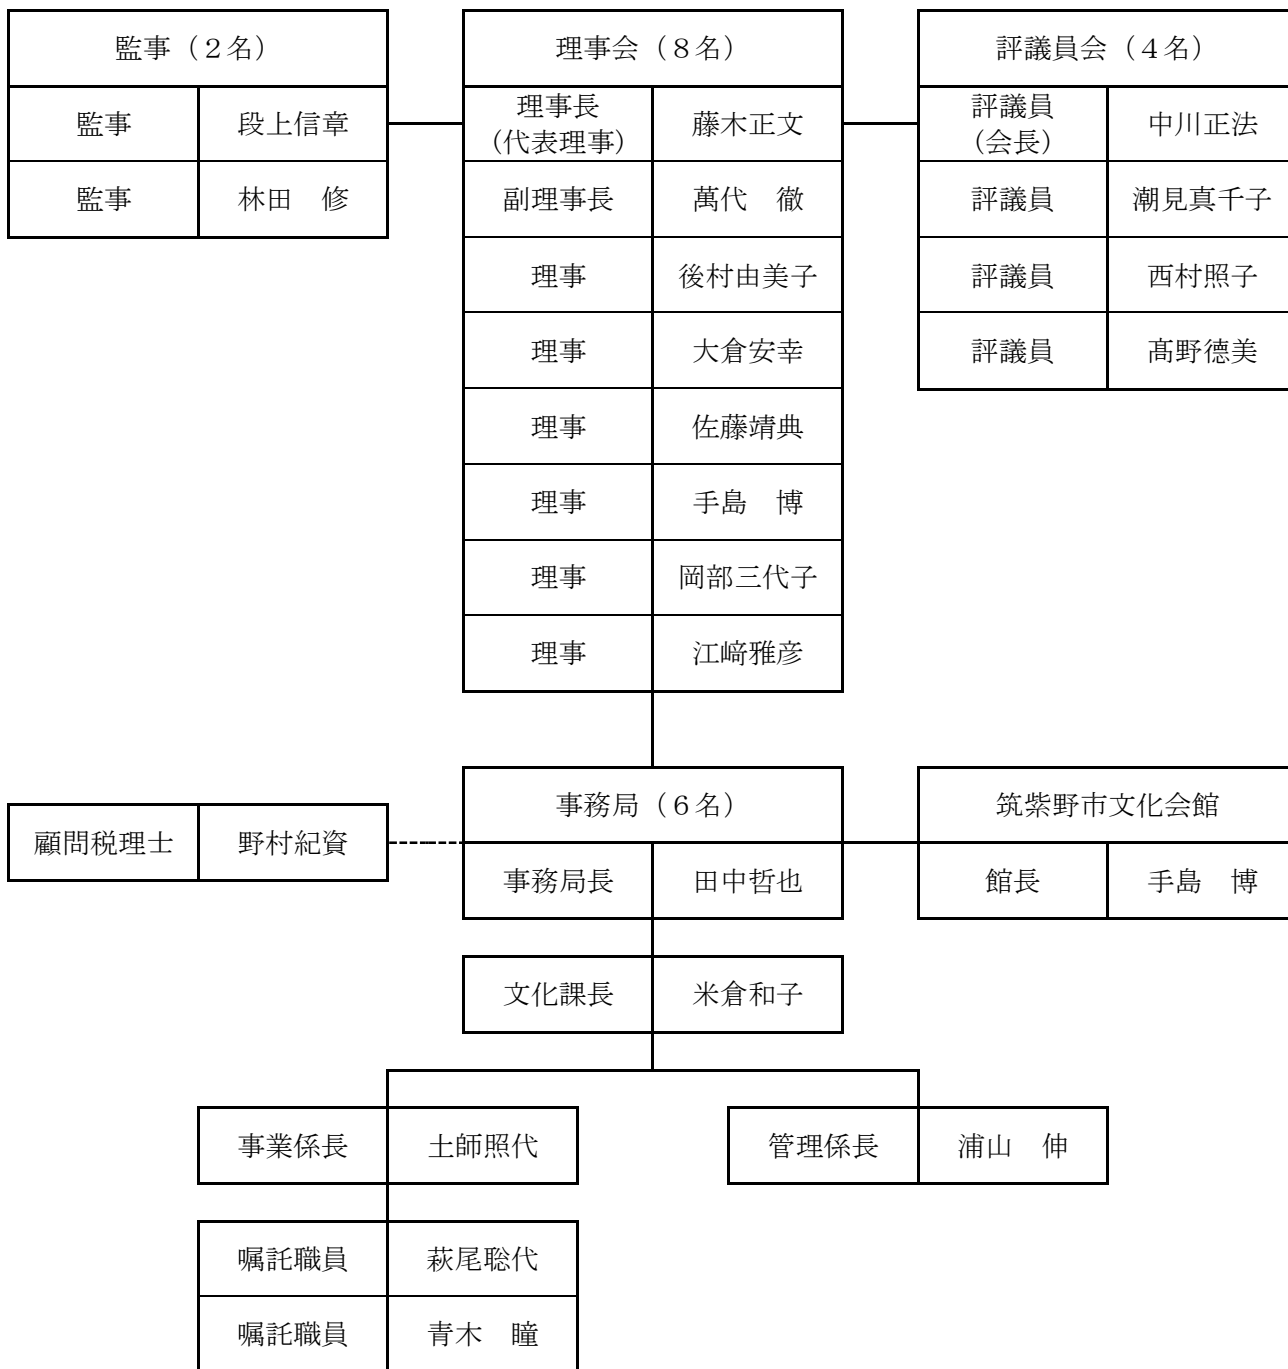 監事（２名）
監事 段上信章
監事 林田　修
理事会（８名）
理事長
(代表理事) 藤木正文
副理事長 萬代　徹
理事 後村由美子
理事 大倉安幸
理事 佐藤靖典
理事 手島　博
理事 岡部三代子
理事 江﨑雅彦
評議員会（４名）
評議員
(会長) 中川正法
評議員 潮見真千子
評議員 西村照子
評議員 髙野德美
顧問税理士 野村紀資
事務局（６名）
事務局長 田中哲也
筑紫野市文化会館
館長 手島　博
文化課長 米倉和子
事業係長 土師照代
管理係長 浦山　伸
嘱託職員 萩尾聡代
嘱託職員 青木　瞳